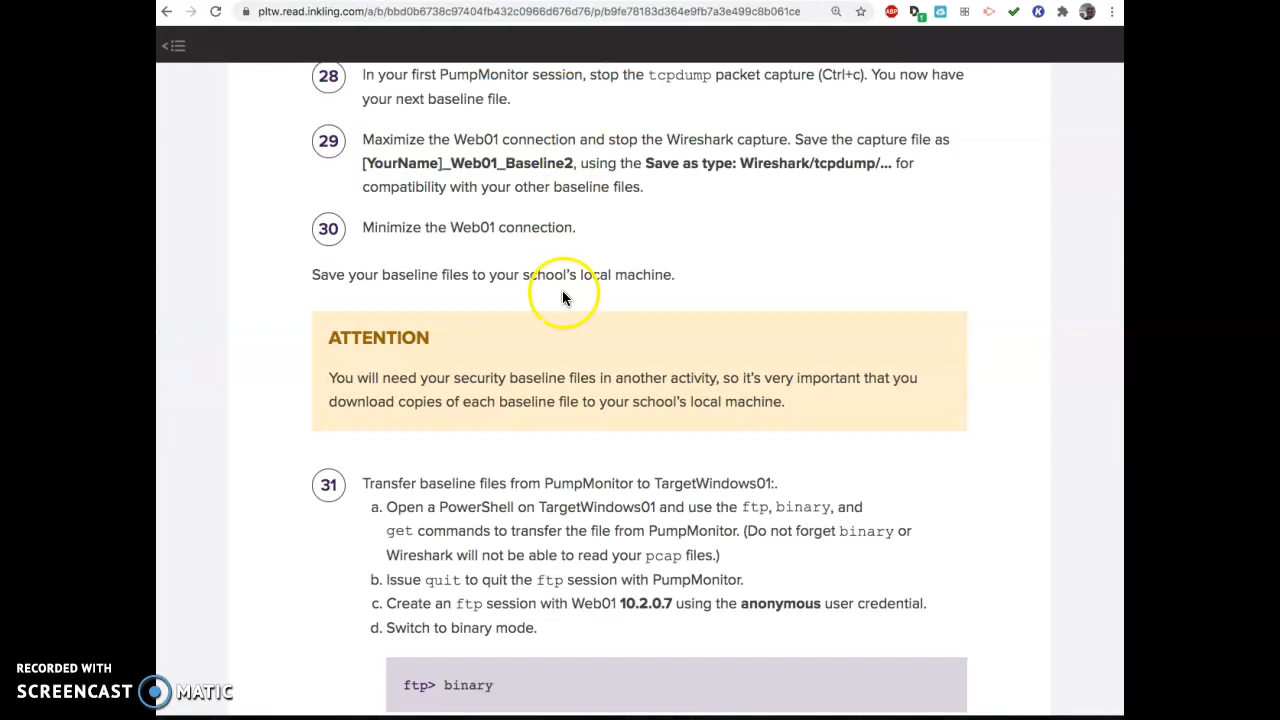 pltw.read.inkling.com/a/b/bbd0b6738c97404fb432c0966d676d76/p/b9fe78183d364e9fb7a3e499c8b061ce
28 In your first PumpMonitor session, stop the tcpdump packet capture (Ctrl+c). You now have
your next baseline file.
29 Maximize the Web01 connection and stop the Wireshark capture. Save the capture file as
[YourName]_Web01_Baseline2, using the Save as type: Wireshark/tcpdump/... for
compatibility with your other baseline files.
30 Minimize the Web01 connection.
Save your baseline files to your school's local machine.
ATTENTION
You will need your security baseline files in another activity, so it's very important that you
download copies of each baseline file to your school's local machine.
31 Transfer baseline files from PumpMonitor to TargetWindows01:.
a. Open a PowerShell on TargetWindows01 and use the ftp, binary, and
get commands to transfer the file from PumpMonitor. (Do not forget binary or
Wireshark will not be able to read your pcap files.)
b. Issue quit to quit the ftp session with PumpMonitor.
c. Create an ftp session with Web01 10.2.0.7 using the anonymous user credential.
d. Switch to binary mode.
ftp> binary
RECORDED WITH
SCREENCAST MATIC